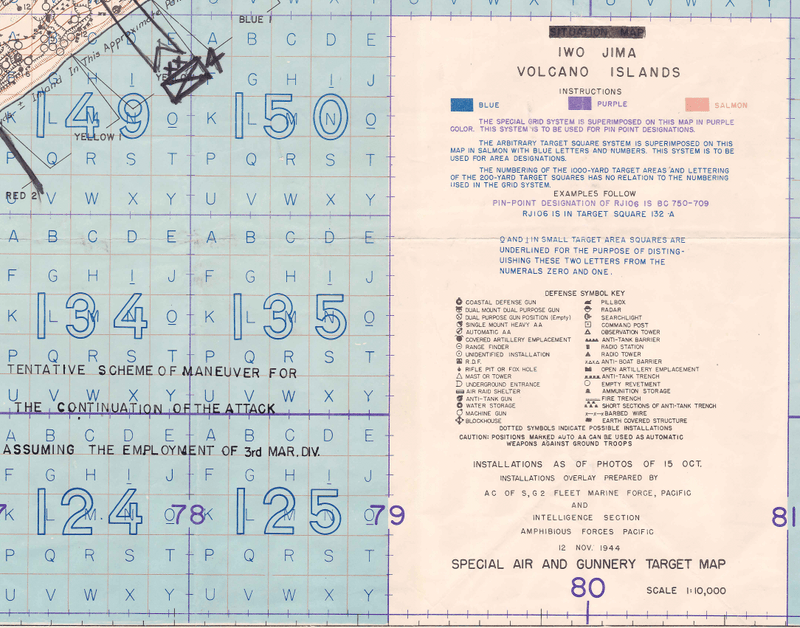 BLUE 1
Inland In This Approximate
A B C D E A B C D E
F G H I J F G H I J
149 150
K L M N O K L M N O
YELLOW 1
P Q R S T P Q R S T
RED 2
U V W X Y U V W X Y
A B C D E A B C D E
F G H I J F G H I J
134 135
K L M N O K L M N O
P Q R S T P Q R S T
TENTATIVE SCHEME OF MANEUVER FOR
U V W X Y U V W X Y
THE CONTINUATION OF THE ATTACK
A B C D E A B C D E
ASSUMING THE EMPLOYMENT OF 3rd MAR. DIV.
F G H I J F G H I J
124 78 125 79
K L M N O K L M N O
P Q R S T P Q R S T
U V W X Y U V W X Y
SITUATION MAP
IWO JIMA
VOLCANO ISLANDS
INSTRUCTIONS
BLUE PURPLE SALMON
THE SPECIAL GRID SYSTEM IS SUPERIMPOSED ON THIS MAP IN PURPLE
COLOR. THIS SYSTEM IS TO BE USED FOR PIN POINT DESIGNATIONS.
THE ARBITRARY TARGET SQUARE SYSTEM IS SUPERIMPOSED ON THIS
MAP IN SALMON WITH BLUE LETTERS AND NUMBERS. THIS SYSTEM IS TO BE
USED FOR AREA DESIGNATIONS.
THE NUMBERING OF THE 1000-YARD TARGET AREAS AND LETTERING
OF THE 200-YARD TARGET SQUARES HAS NO RELATION TO THE NUMBERING
USED IN THE GRID SYSTEM.
EXAMPLES FOLLOW
PIN-POINT DESIGNATION OF RJ106 IS BC 750-709
RJ106 IS IN TARGET SQUARE 132 A
O AND I IN SMALL TARGET AREA SQUARES ARE
UNDERLINED FOR THE PURPOSE OF DISTING-
UISHING THESE TWO LETTERS FROM THE
NUMERALS ZERO AND ONE.
DEFENSE SYMBOL KEY
COASTAL DEFENSE GUN PILLBOX
DUAL MOUNT DUAL PURPOSE GUN RADAR
DUAL PURPOSE GUN POSITION (Empty) SEARCHLIGHT
SINGLE MOUNT HEAVY AA COMMAND POST
AUTOMATIC AA OBSERVATION TOWER
COVERED ARTILLERY EMPLACEMENT ANTI-TANK BARRIER
RANGE FINDER RADIO STATION
UNIDENTIFIED INSTALLATION RADIO TOWER
R.D.F. ANTI-BOAT BARRIER
RIFLE PIT OR FOX HOLE OPEN ARTILLERY EMPLACEMENT
MAST OR TOWER ANTI-TANK TRENCH
UNDERGROUND ENTRANCE EMPTY REVETMENT
AIR RAID SHELTER AMMUNITION STORAGE
ANTI-TANK GUN FIRE TRENCH
WATER STORAGE SHORT SECTIONS OF ANTI-TANK TRENCH
MACHINE GUN BARBED WIRE
BLOCKHOUSE EARTH COVERED STRUCTURE
DOTTED SYMBOLS INDICATE POSSIBLE INSTALLATIONS
CAUTION: POSITIONS MARKED AUTO AA CAN BE USED AS AUTOMATIC
WEAPONS AGAINST GROUND TROOPS
INSTALLATIONS AS OF PHOTOS OF 15 OCT.
INSTALLATIONS OVERLAY PREPARED BY
A C OF S, G 2 FLEET MARINE FORCE, PACIFIC
AND
INTELLIGENCE SECTION
AMPHIBIOUS FORCES PACIFIC
12 NOV. 1944
SPECIAL AIR AND GUNNERY TARGET MAP
80 SCALE 1:10,000
81